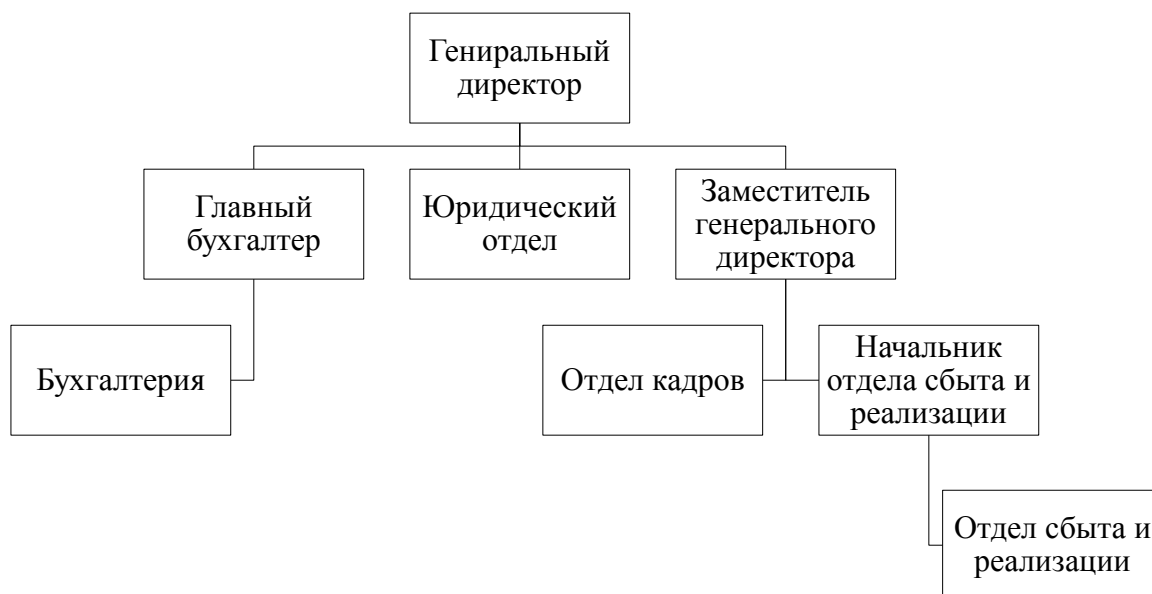 Гениральный
директор
Главный
бухгалтер
Юридический
отдел
Заместитель
генерального
директора
Бухгалтерия
Отдел кадров
Начальник
отдела сбыта и
реализации
Отдел сбыта и
реализации